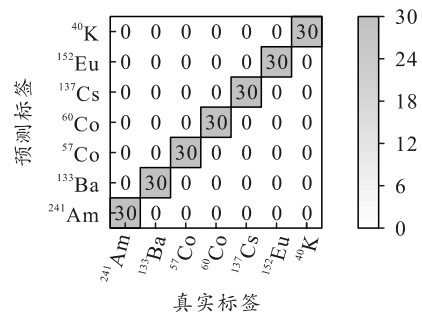 ⁴⁰K 0 0 0 0 0 0 30
¹⁵²Eu 0 0 0 0 0 30 0
¹³⁷Cs 0 0 0 0 30 0 0
⁶⁰Co 0 0 0 30 0 0 0
⁵⁷Co 0 0 30 0 0 0 0
¹³³Ba 0 30 0 0 0 0 0
²⁴¹Am 30 0 0 0 0 0 0
²⁴¹Am ¹³³Ba ⁵⁷Co ⁶⁰Co ¹³⁷Cs ¹⁵²Eu ⁴⁰K
真实标签
预测标签
30
24
18
12
6
0